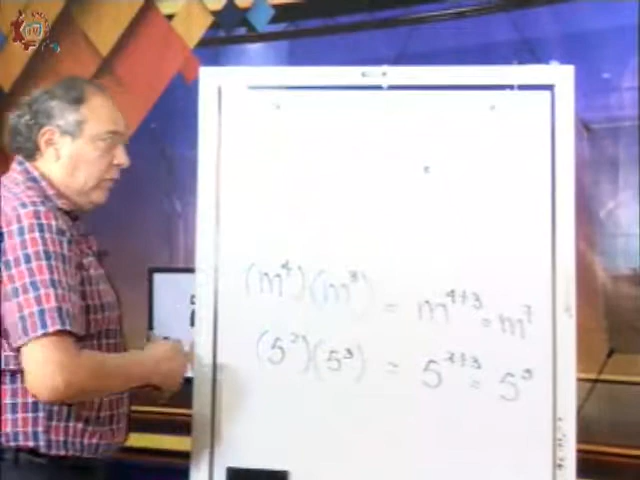 (m⁴)(m³) = m⁴⁺³ = m⁷
(5²)(5³) = 5²⁺³ = 5⁵